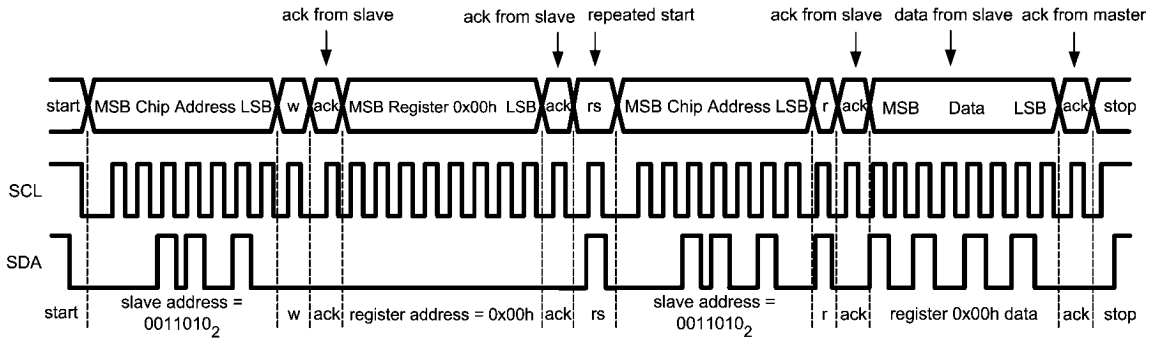 ack from slave ack from slave repeated start ack from slave data from slave ack from master
start MSB Chip Address LSB w ack MSB Register 0x00h LSB ack rs MSB Chip Address LSB r ack MSB Data LSB ack stop
SCL
SDA
slave address = slave address =
start 00110102 w ack register address = 0x00h ack rs 00110102 r ack register 0x00h data ack stop